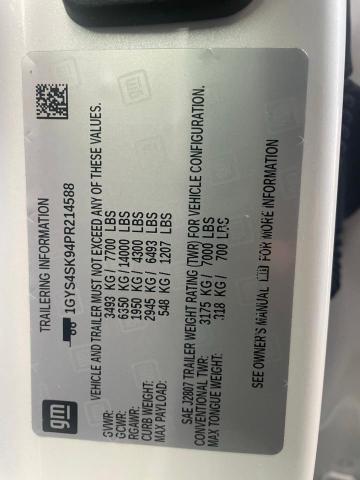 gm
TRAILERING INFORMATION
1GYS4SK94PR214588
VEHICLE AND TRAILER MUST NOT EXCEED ANY OF THESE VALUES.
GVWR: 3493 KG / 7700 LBS
GCWR: 6350 KG / 14000 LBS
RGAWR: 1950 KG / 4300 LBS
CURB WEIGHT: 2945 KG / 6493 LBS
MAX PAYLOAD: 548 KG / 1207 LBS
SAE J2807 TRAILER WEIGHT RATING (TWR) FOR VEHICLE CONFIGURATION.
CONVENTIONAL TWR: 3175 KG / 7000 LBS
MAX TONGUE WEIGHT: 318 KG / 700 LBS
SEE OWNER'S MANUAL FOR MORE INFORMATION